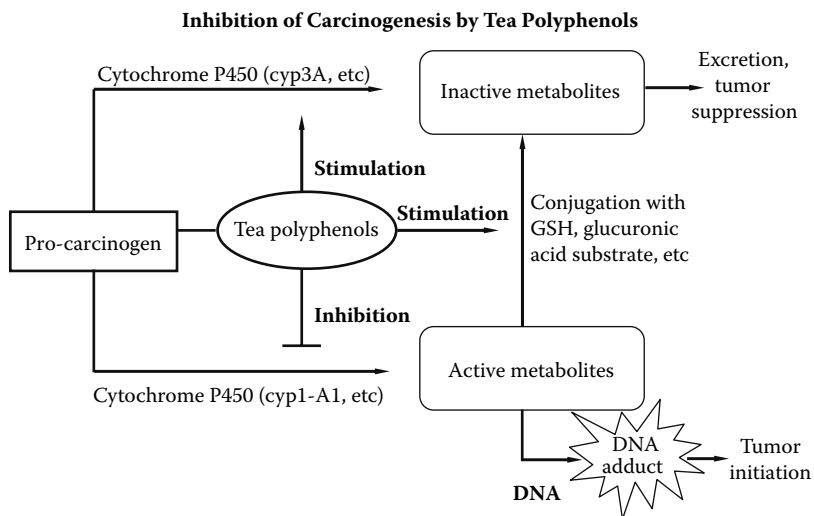 Inhibition of Carcinogenesis by Tea Polyphenols
Cytochrome P450 (cyp3A, etc)
Inactive metabolites
Excretion,
tumor
suppression
Stimulation
Pro-carcinogen
Tea polyphenols
Stimulation
Conjugation with
GSH, glucuronic
acid substrate, etc
Inhibition
Cytochrome P450 (cyp1-A1, etc)
Active metabolites
DNA
DNA
adduct
Tumor
initiation